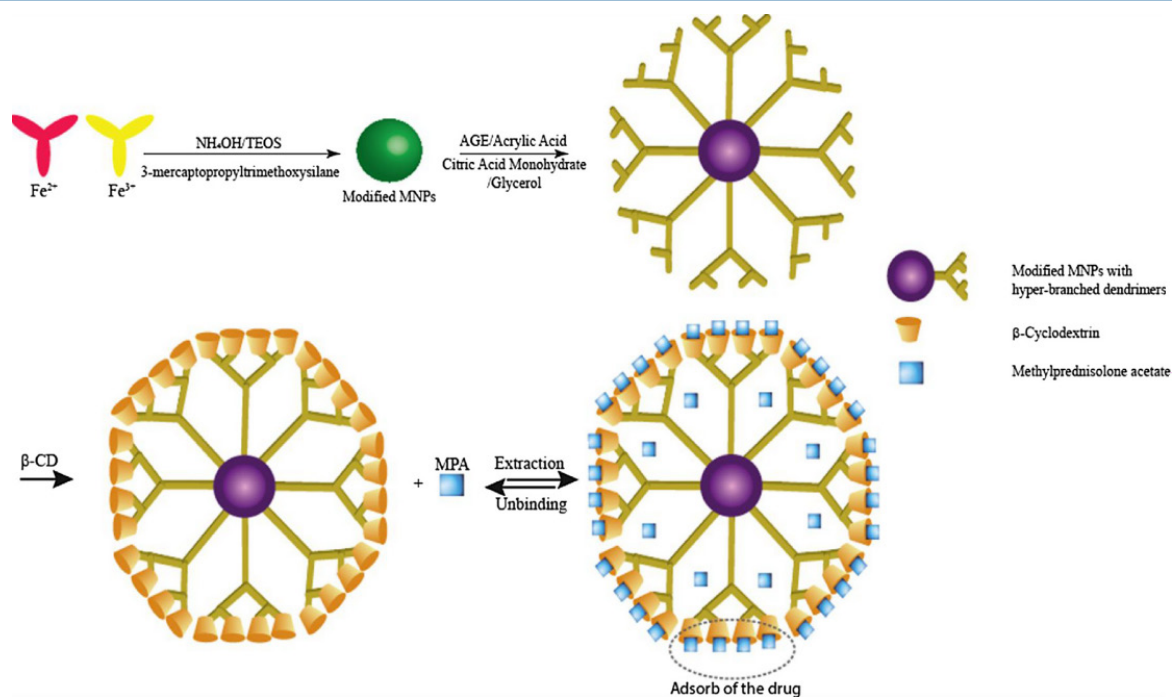 NH₄OH/TEOS
3-mercaptopropyltrimethoxysilane
Fe²⁺
Fe³⁺
Modified MNPs
AGE/Acrylic Acid
Citric Acid Monohydrate
/Glycerol
Modified MNPs with
hyper-branched dendrimers
β-Cyclodextrin
Methylprednisolone acetate
β-CD
+
MPA
Extraction
Unbinding
Adsorb of the drug